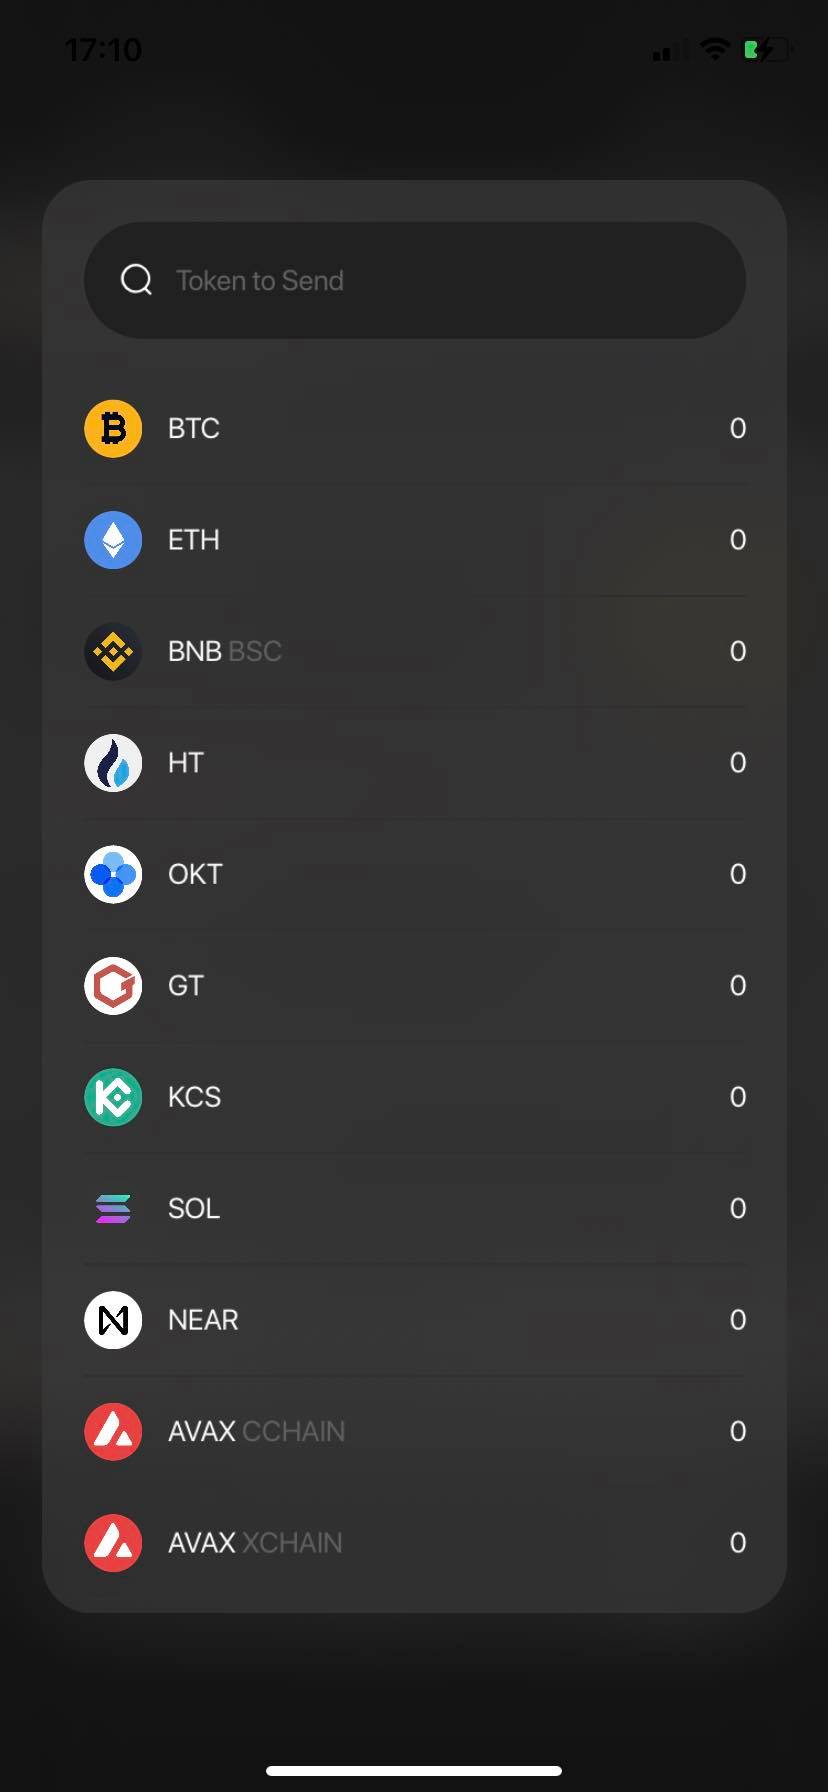 17:10
Token to Send
BTC 0
ETH 0
BNB BSC 0
HT 0
OKT 0
GT 0
KCS 0
SOL 0
NEAR 0
AVAX CCHAIN 0
AVAX XCHAIN 0